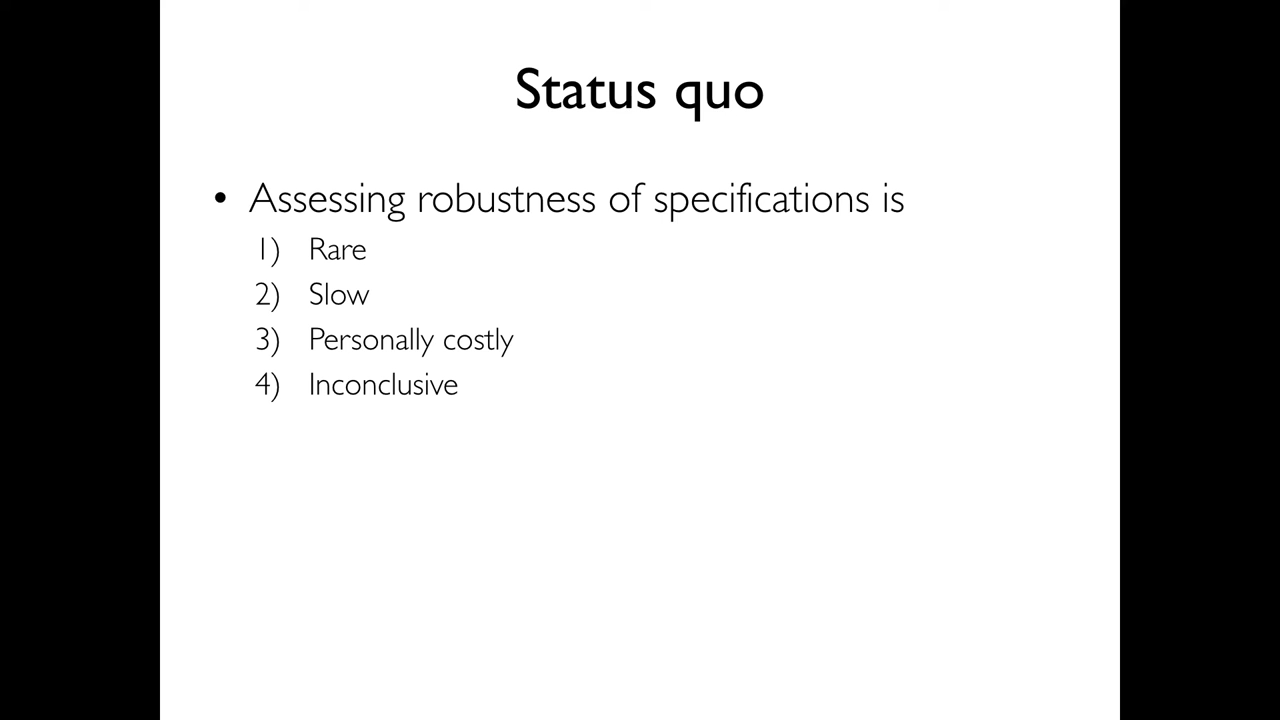 Status quo
• Assessing robustness of specifications is
1) Rare
2) Slow
3) Personally costly
4) Inconclusive